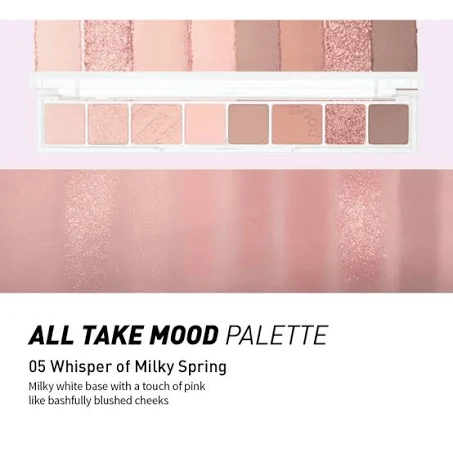 ALL TAKE MOOD PALETTE
05 Whisper of Milky Spring
Milky white base with a touch of pink
like bashfully blushed cheeks